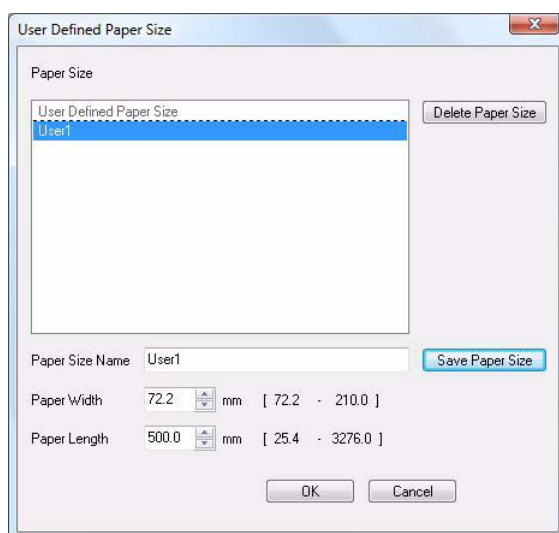 User Defined Paper Size
Paper Size
User Defined Paper Size
Delete Paper Size
User1
Paper Size Name User1 Save Paper Size
Paper Width 72.2 mm [ 72.2 - 210.0 ]
Paper Length 500.0 mm [ 25.4 - 3276.0 ]
OK Cancel